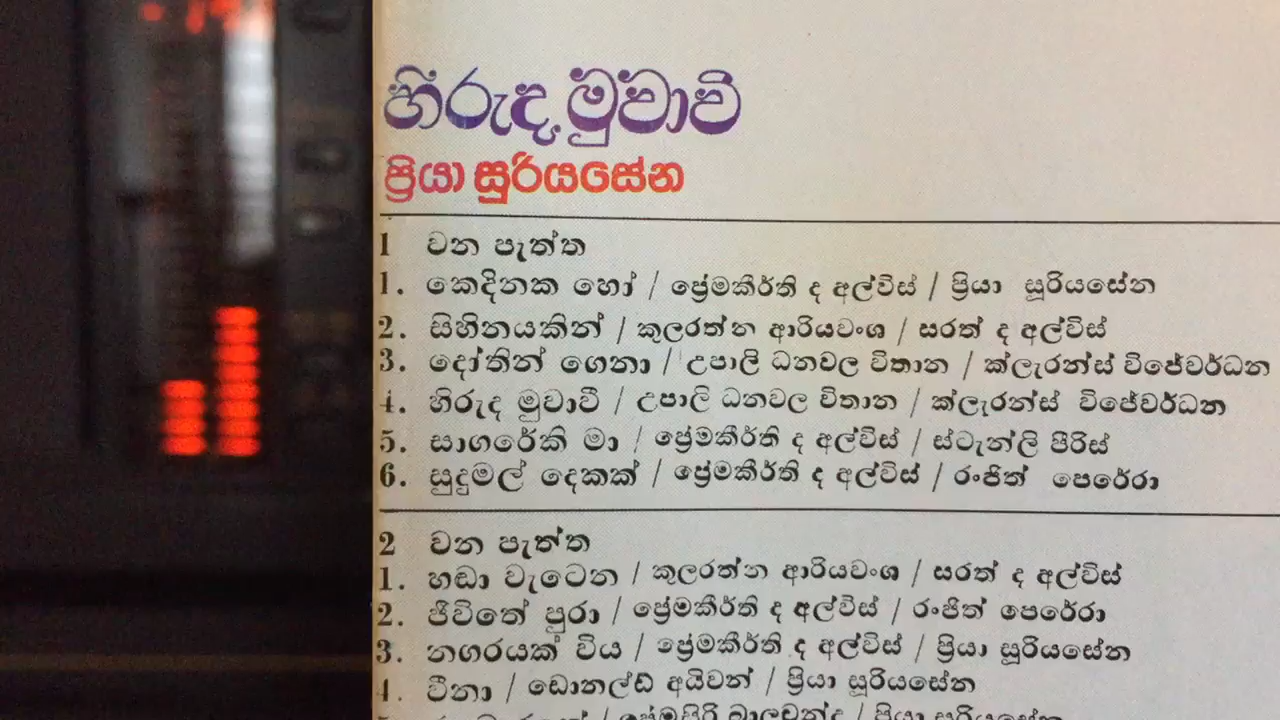 හිරුද මුවාවී
ප්‍රියා සූරියසේන
1 වන පැත්ත
1. කෙදිනක හෝ / ප්‍රේමකීර්ති ද අල්විස් / ප්‍රියා සූරියසේන
2. සිහිනයකින් / කුලරත්න ආරියවංශ / සරත් ද අල්විස්
3. දෝතින් ගෙනා / උපාලි ධනවල විතාන / ක්ලැරන්ස් විජේවර්ධන
4. හිරුද මුවාවී / උපාලි ධනවල විතාන / ක්ලැරන්ස් විජේවර්ධන
5. සාගරේකි මා / ප්‍රේමකීර්ති ද අල්විස් / ස්ටැන්ලි පීරිස්
6. සුදුමල් දෙකක් / ප්‍රේමකීර්ති ද අල්විස් / රංජිත් පෙරේරා
2 වන පැත්ත
1. හඬා වැටෙන / කුලරත්න ආරියවංශ / සරත් ද අල්විස්
2. ජීවිතේ පුරා / ප්‍රේමකීර්ති ද අල්විස් / රංජිත් පෙරේරා
3. නගරයක් විය / ප්‍රේමකීර්ති ද අල්විස් / ප්‍රියා සූරියසේන
4. වීනා / ඩොනල්ඩ් අයිවන් / ප්‍රියා සූරියසේන
/ ප්‍රේමසිරි බාලචන්ද්‍ර / ප්‍රියා සූරියසේන